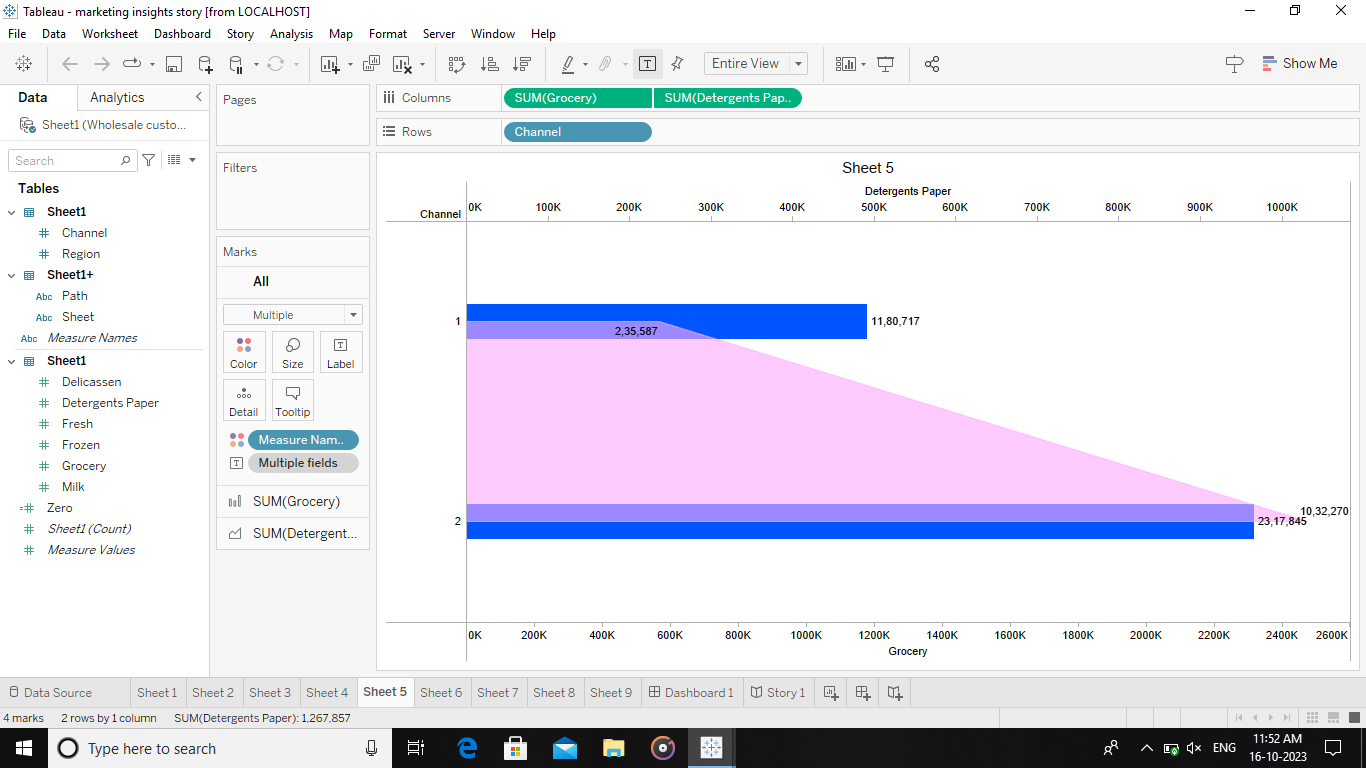 Tableau - marketing insights story [from LOCALHOST]
File Data Worksheet Dashboard Story Analysis Map Format Server Window Help
Entire View
Show Me
Data Analytics
Sheet1 (Wholesale custo...
Search
Tables
Sheet1
Channel
Region
Sheet1+
Abc Path
Abc Sheet
Abc Measure Names
Sheet1
Delicassen
Detergents Paper
Fresh
Frozen
Grocery
Milk
Zero
Sheet1 (Count)
Measure Values
Pages
Filters
Marks
All
Multiple
Color Size Label
Detail Tooltip
Measure Nam..
Multiple fields
SUM(Grocery)
SUM(Detergent...
Columns SUM(Grocery) SUM(Detergents Pap..
Rows Channel
Sheet 5
Detergents Paper
Channel 0K 100K 200K 300K 400K 500K 600K 700K 800K 900K 1000K
1 11,80,717
2,35,587
10,32,270
2 23,17,845
0K 200K 400K 600K 800K 1000K 1200K 1400K 1600K 1800K 2000K 2200K 2400K 2600K
Grocery
Data Source Sheet 1 Sheet 2 Sheet 3 Sheet 4 Sheet 5 Sheet 6 Sheet 7 Sheet 8 Sheet 9 Dashboard 1 Story 1
4 marks 2 rows by 1 column SUM(Detergents Paper): 1,267,857
Type here to search
ENG
11:52 AM
16-10-2023